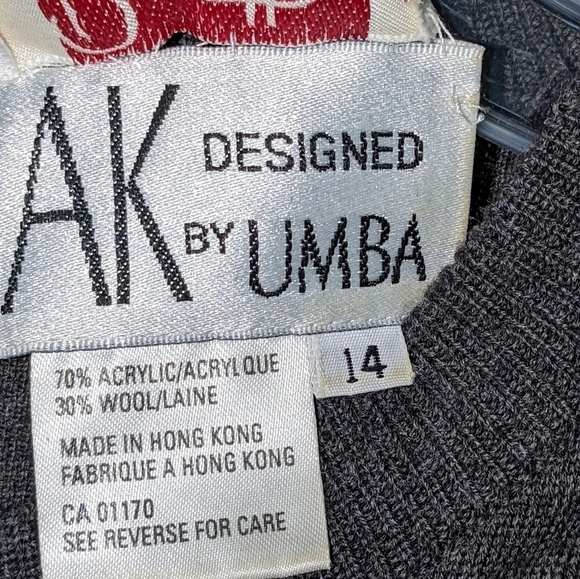 AK DESIGNED
BY UMBA
14
70% ACRYLIC/ACRYLQUE
30% WOOL/LAINE
MADE IN HONG KONG
FABRIQUE A HONG KONG
CA 01170
SEE REVERSE FOR CARE